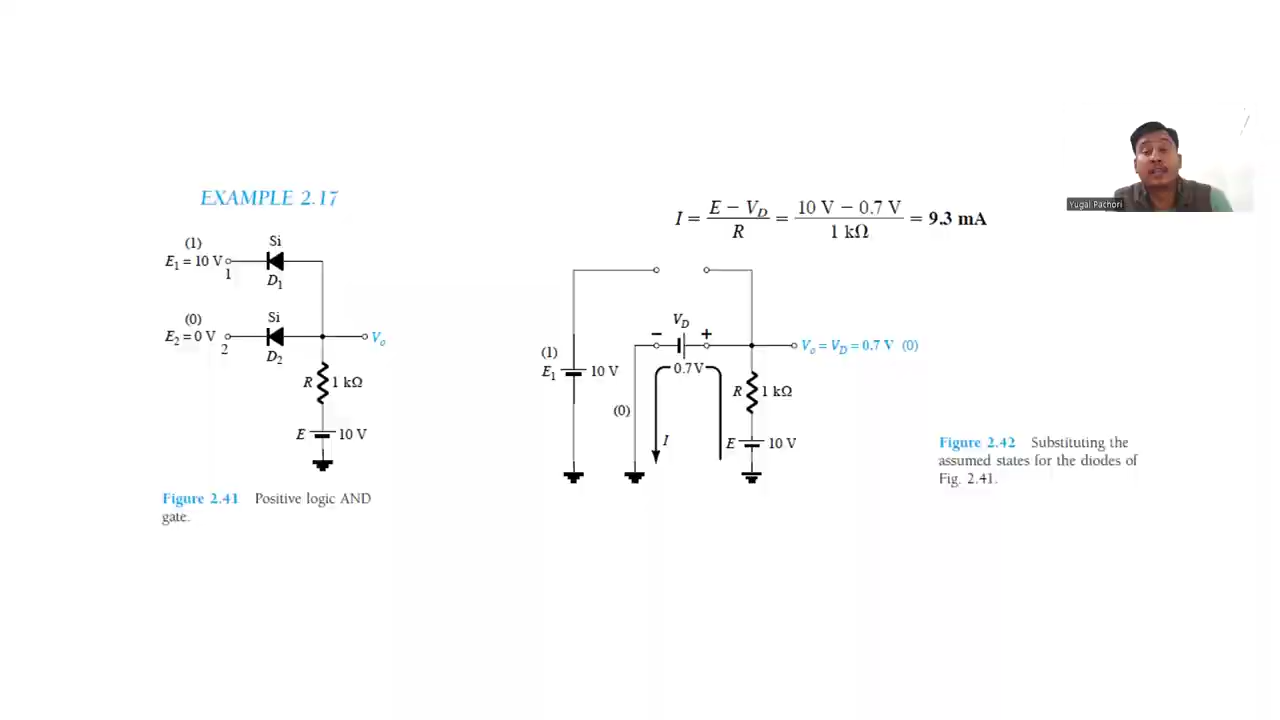 EXAMPLE 2.17
(1)
Si
E₁ = 10 V
1
D₁
(0)
Si
E₂ = 0 V
2
D₂
Vₒ
R
1 kΩ
E
10 V
Figure 2.41 Positive logic AND
gate.
I = (E − V_D) / R = (10 V − 0.7 V) / 1 kΩ = 9.3 mA
V_D
−
+
0.7 V
Vₒ = V_D = 0.7 V (0)
(1)
E₁
10 V
(0)
I
R
1 kΩ
E
10 V
Figure 2.42 Substituting the
assumed states for the diodes of
Fig. 2.41.
Yugal Pachori